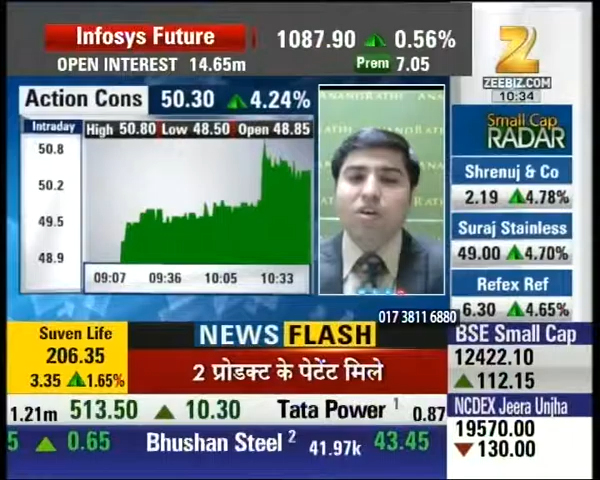 Infosys Future 1087.90 0.56%
OPEN INTEREST 14.65m Prem 7.05
ZEEBIZ.COM
10:34
Action Cons 50.30 4.24%
Intraday High 50.80 Low 48.50 Open 48.85
50.8
50.2
49.5
48.9
09:07 09:36 10:05 10:33
ANANDRATHI
Small Cap
RADAR
Shrenuj & Co
2.19 4.78%
Suraj Stainless
49.00 4.70%
Refex Ref
6.30 4.65%
017 3811 6880
Suven Life
206.35
3.35 1.65%
NEWS FLASH
2 प्रोडक्ट के पेटेंट मिले
BSE Small Cap
12422.10
112.15
1.21m 513.50 10.30 Tata Power 1 0.87
NCDEX Jeera Unjha
19570.00
130.00
5 0.65 Bhushan Steel 2 41.97k 43.45